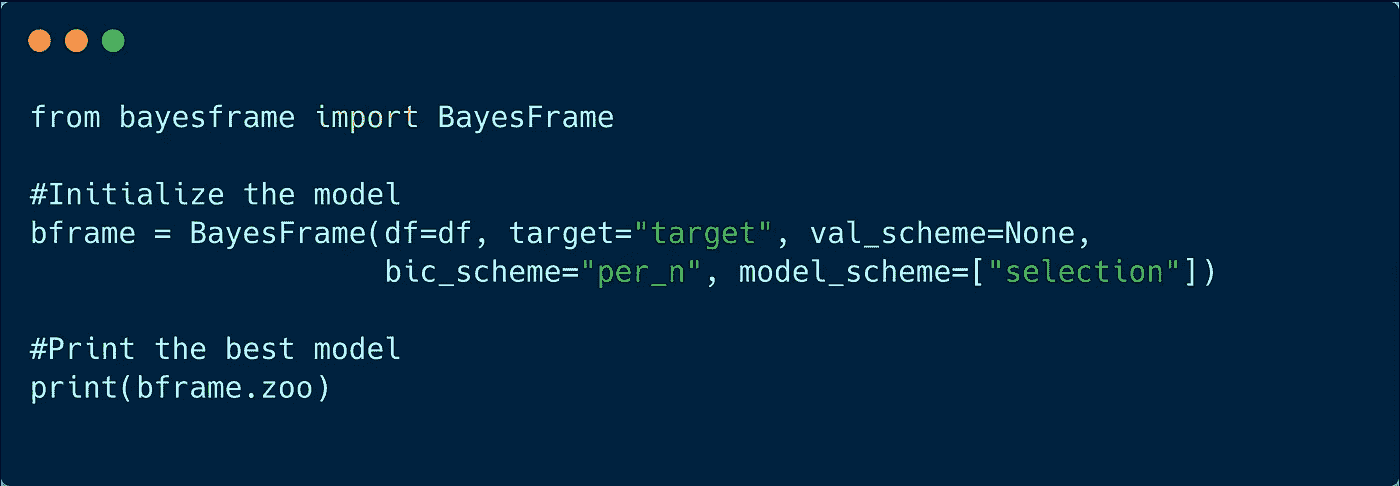 from bayesframe import BayesFrame
#Initialize the model
bframe = BayesFrame(df=df, target="target", val_scheme=None,
bic_scheme="per_n", model_scheme=["selection"])
#Print the best model
print(bframe.zoo)